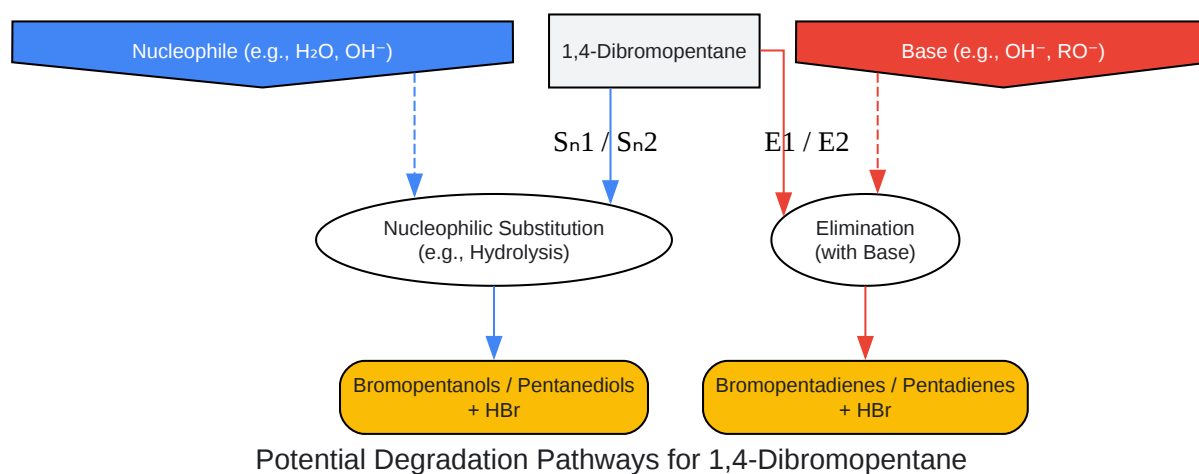 Nucleophile (e.g., H₂O, OH⁻)
1,4-Dibromopentane
Base (e.g., OH⁻, RO⁻)
Sₙ1 / Sₙ2
E1 / E2
Nucleophilic Substitution
(e.g., Hydrolysis)
Elimination
(with Base)
Bromopentanols / Pentanediols
+ HBr
Bromopentadienes / Pentadienes
+ HBr
Potential Degradation Pathways for 1,4-Dibromopentane